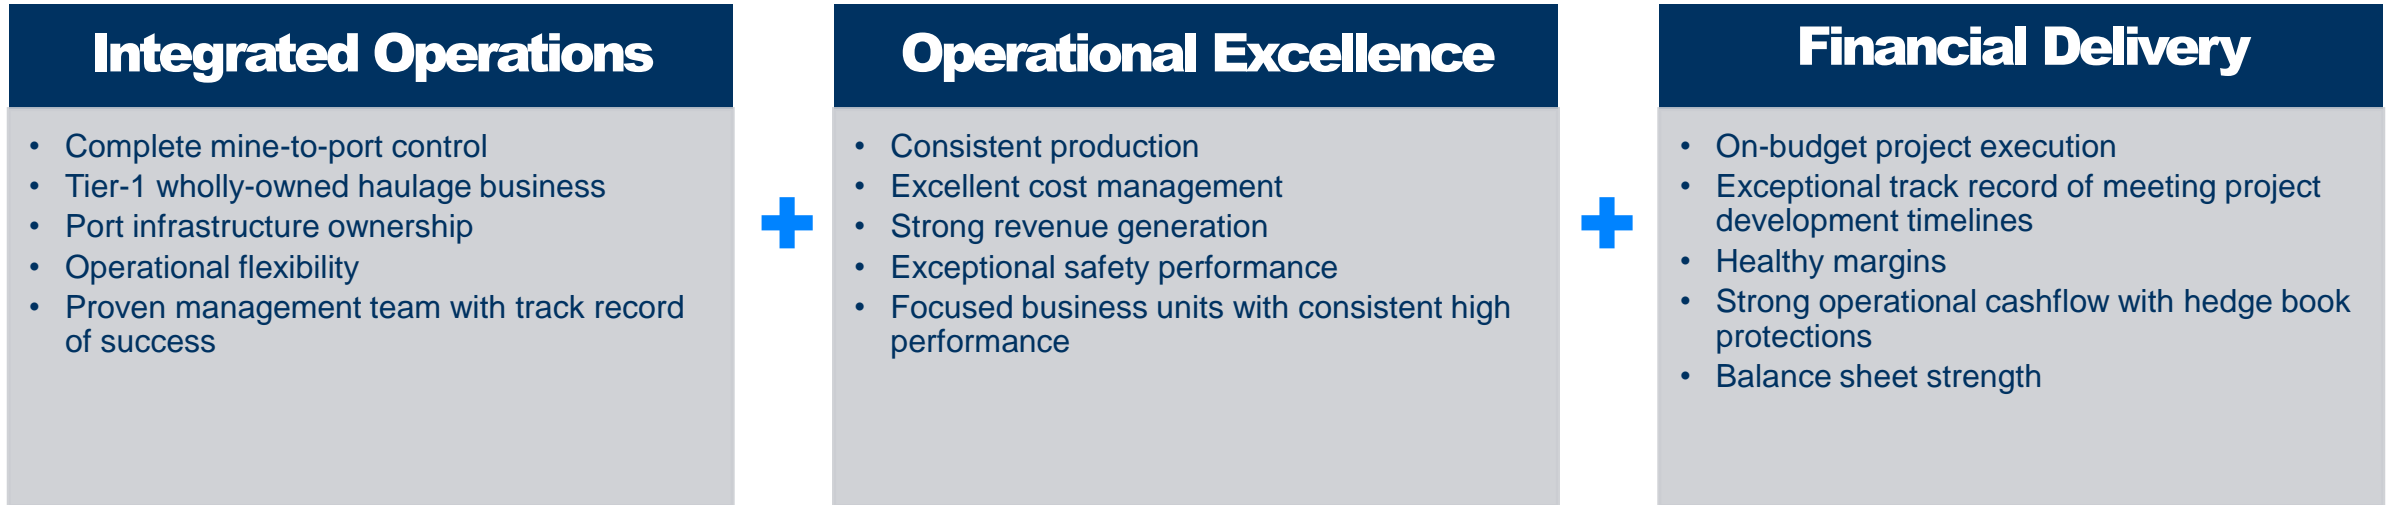 Integrated Operations
• Complete mine-to-port control
• Tier-1 wholly-owned haulage business
• Port infrastructure ownership
• Operational flexibility
• Proven management team with track record
of success
Operational Excellence
• Consistent production
• Excellent cost management
• Strong revenue generation
• Exceptional safety performance
• Focused business units with consistent high
performance
Financial Delivery
• On-budget project execution
• Exceptional track record of meeting project
development timelines
• Healthy margins
• Strong operational cashflow with hedge book
protections
• Balance sheet strength